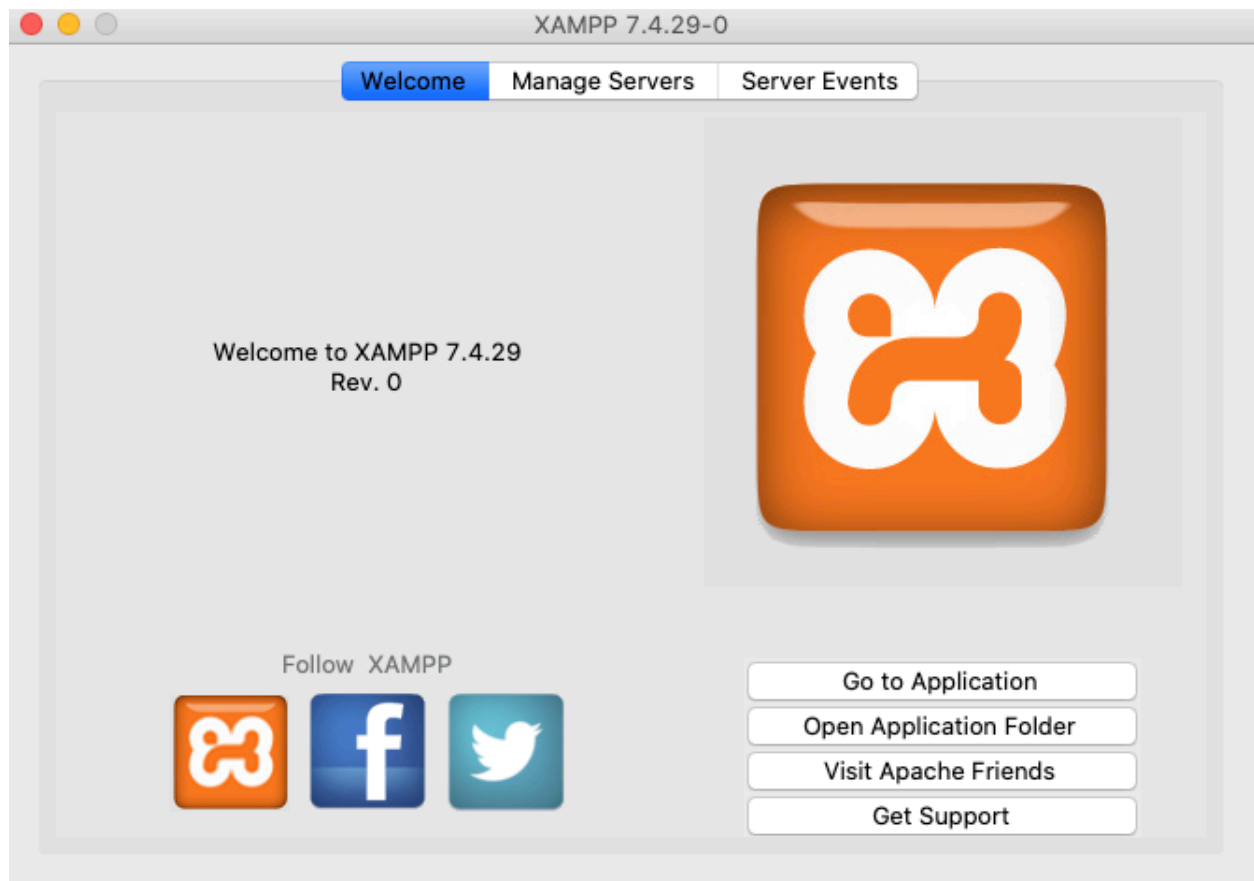 XAMPP 7.4.29-0
Welcome Manage Servers Server Events
Welcome to XAMPP 7.4.29
Rev. 0
Follow XAMPP
Go to Application
Open Application Folder
Visit Apache Friends
Get Support